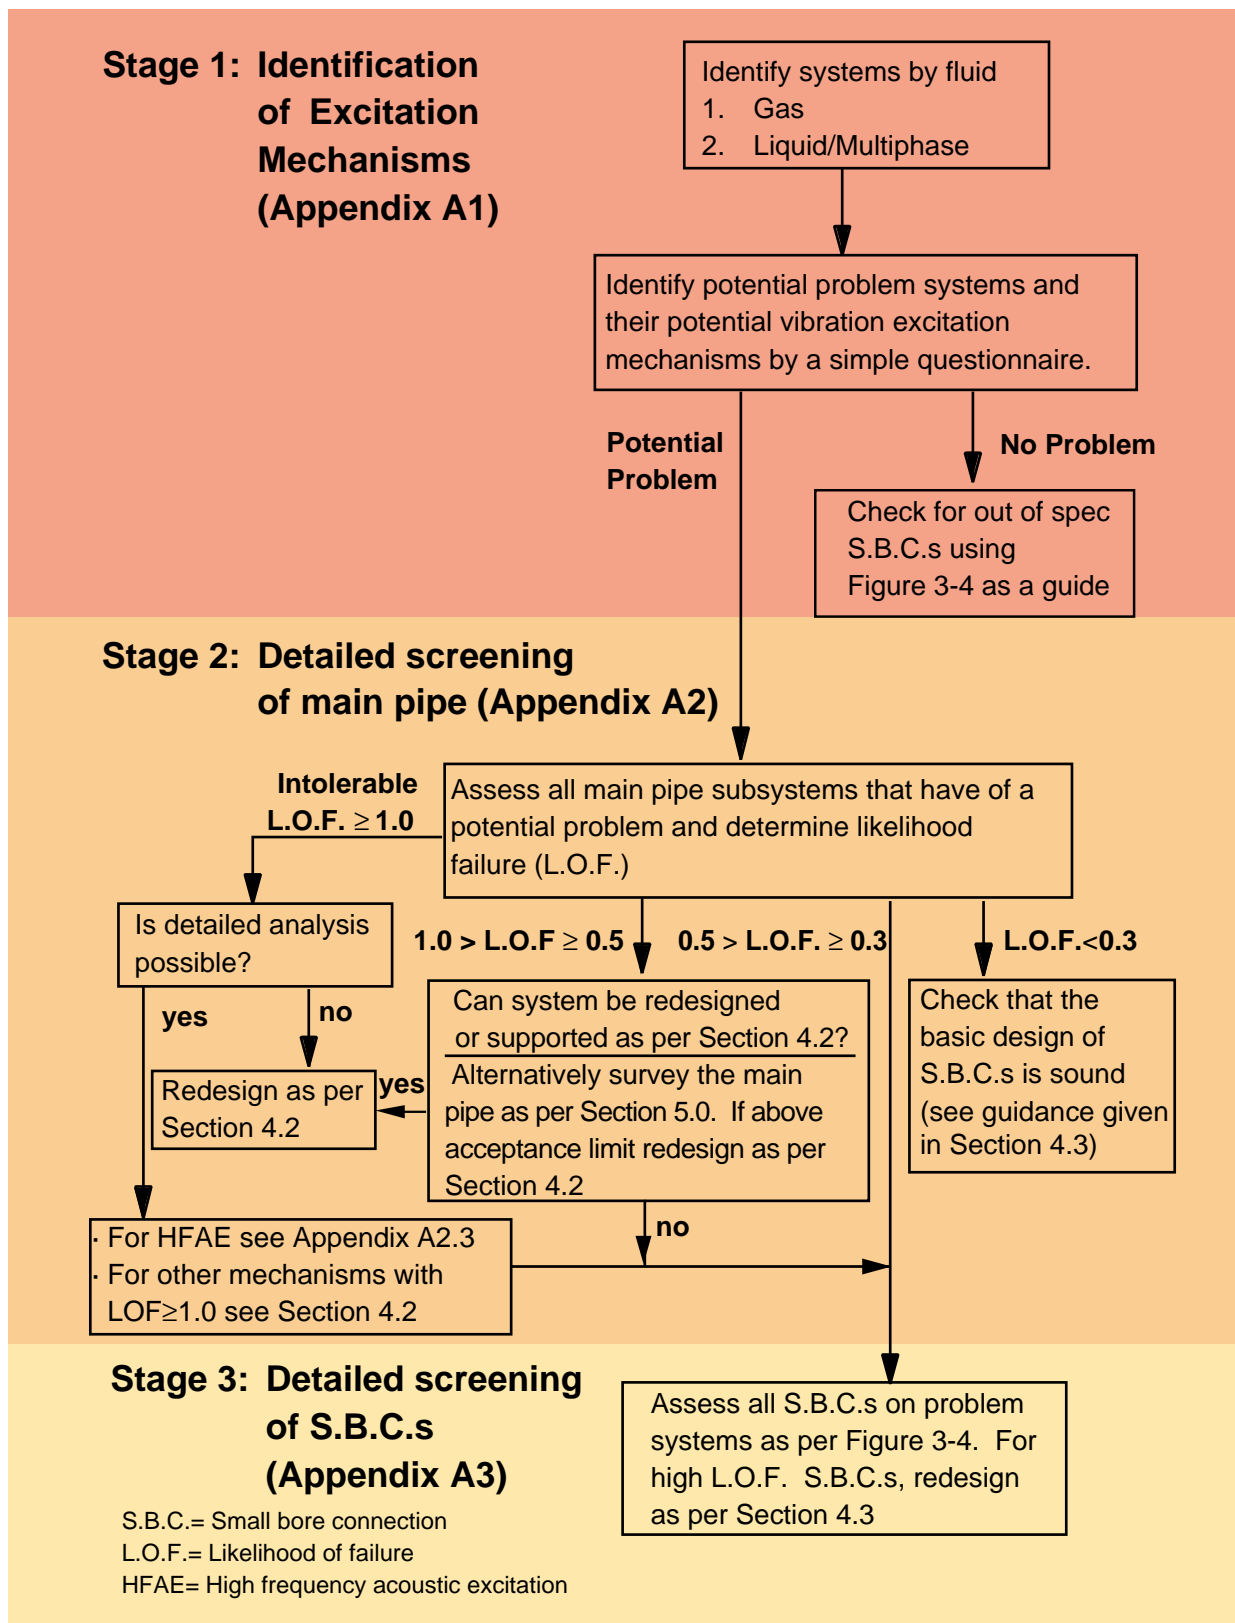 Stage 1: Identification
of Excitation
Mechanisms
(Appendix A1)
Identify systems by fluid
1. Gas
2. Liquid/Multiphase
Identify potential problem systems and
their potential vibration excitation
mechanisms by a simple questionnaire.
Potential
Problem
No Problem
Check for out of spec
S.B.C.s using
Figure 3-4 as a guide
Stage 2: Detailed screening
of main pipe (Appendix A2)
Intolerable
L.O.F. ≥ 1.0
Assess all main pipe subsystems that have of a
potential problem and determine likelihood
failure (L.O.F.)
Is detailed analysis
possible?
1.0 > L.O.F ≥ 0.5
0.5 > L.O.F. ≥ 0.3
L.O.F.<0.3
yes
no
Redesign as per
Section 4.2
yes
Can system be redesigned
or supported as per Section 4.2?
Alternatively survey the main
pipe as per Section 5.0. If above
acceptance limit redesign as per
Section 4.2
Check that the
basic design of
S.B.C.s is sound
(see guidance given
in Section 4.3)
no
· For HFAE see Appendix A2.3
· For other mechanisms with
LOF≥1.0 see Section 4.2
Stage 3: Detailed screening
of S.B.C.s
(Appendix A3)
Assess all S.B.C.s on problem
systems as per Figure 3-4. For
high L.O.F. S.B.C.s, redesign
as per Section 4.3
S.B.C.= Small bore connection
L.O.F.= Likelihood of failure
HFAE= High frequency acoustic excitation